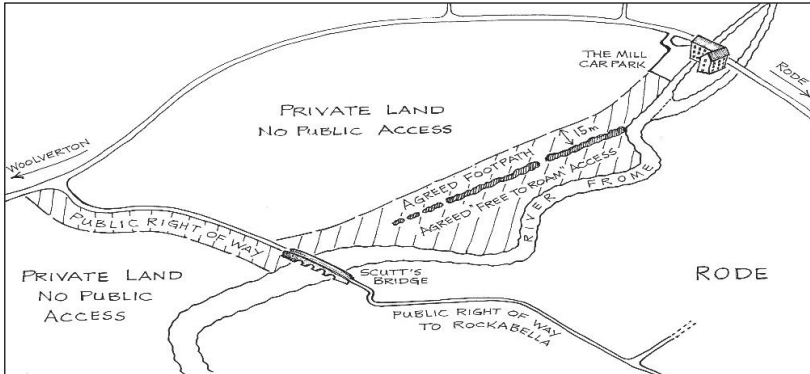 THE MILL
CAR PARK
RODE
PRIVATE LAND
NO PUBLIC ACCESS
15m
WOOLVERTON
AGREED FOOTPATH
AGREED "FREE TO ROAM" ACCESS
RIVER FROME
PUBLIC RIGHT OF WAY
SCUTT'S
BRIDGE
PRIVATE LAND
NO PUBLIC
ACCESS
RODE
PUBLIC RIGHT OF WAY
TO ROCKABELLA